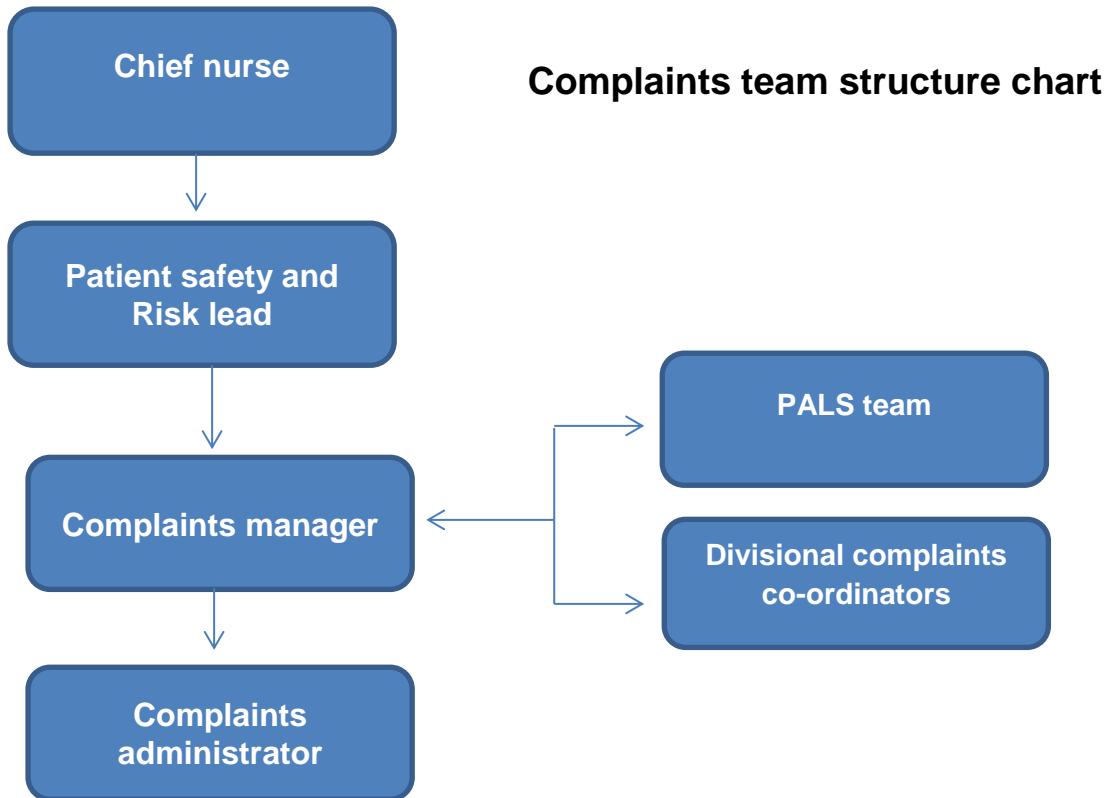 Chief nurse
Complaints team structure chart
Patient safety and
Risk lead
PALS team
Complaints manager
Divisional complaints
co-ordinators
Complaints
administrator